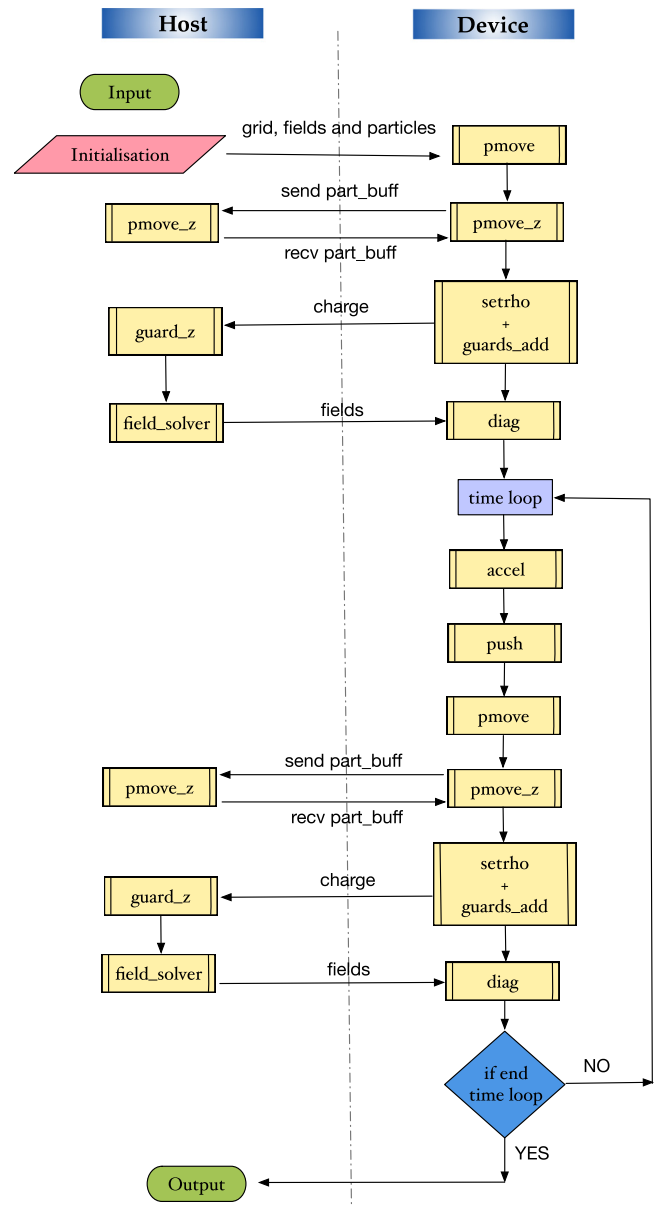 Host
Device
Input
grid, fields and particles
Initialisation
pmove
send part_buff
pmove_z
pmove_z
recv part_buff
charge
setrho
+
guards_add
guard_z
fields
field_solver
diag
time loop
accel
push
pmove
send part_buff
pmove_z
pmove_z
recv part_buff
charge
setrho
+
guards_add
guard_z
fields
field_solver
diag
if end
time loop
NO
YES
Output